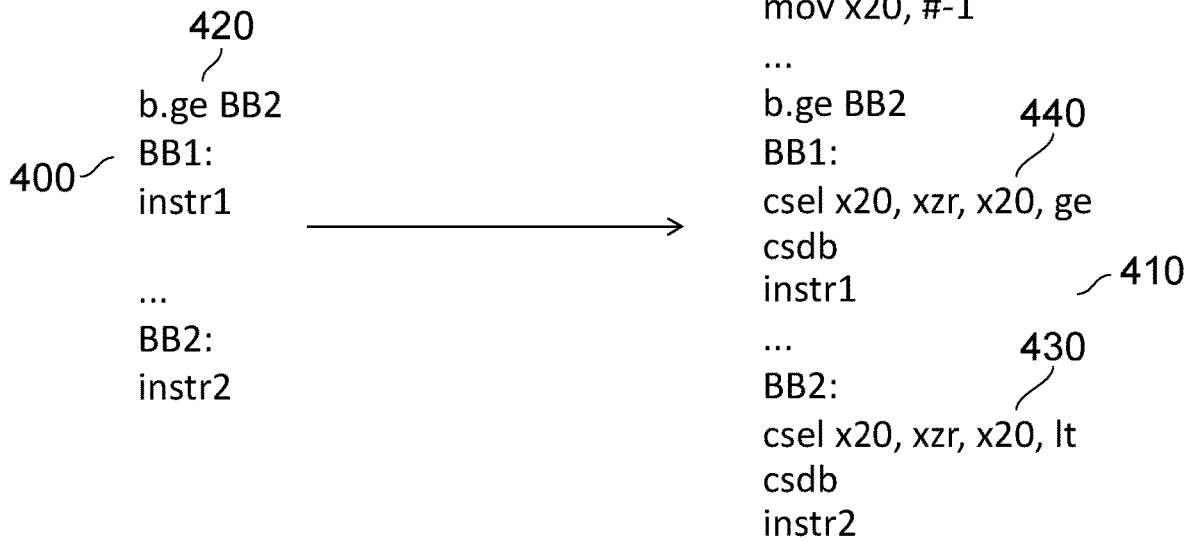 420
b.ge BB2
400
BB1:
instr1
...
BB2:
instr2
mov x20, #-1
...
b.ge BB2
440
BB1:
csel x20, xzr, x20, ge
csdb
410
instr1
...
430
BB2:
csel x20, xzr, x20, lt
csdb
instr2